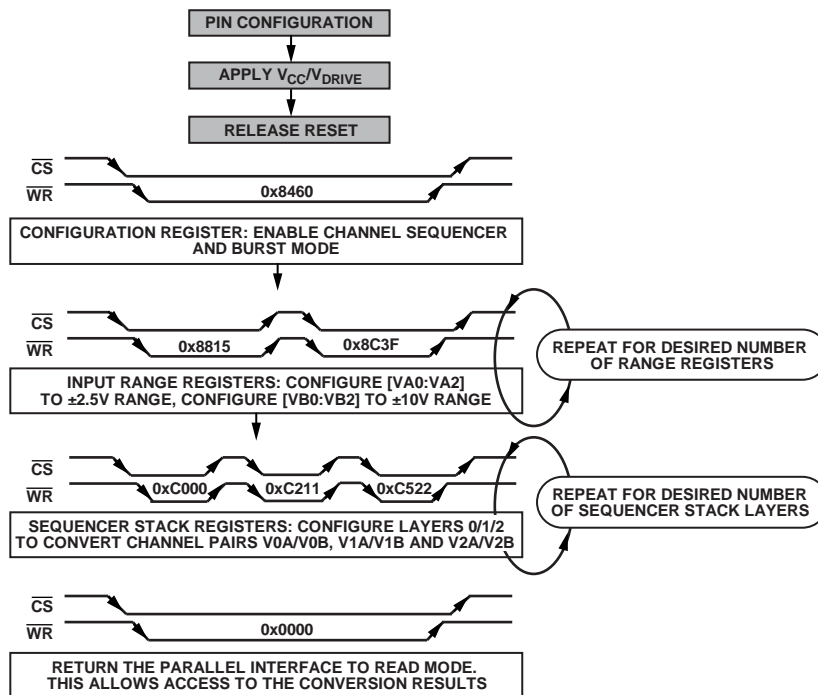 PIN CONFIGURATION
APPLY VCC/VDRIVE
RELEASE RESET
CS
WR
0x8460
CONFIGURATION REGISTER: ENABLE CHANNEL SEQUENCER
AND BURST MODE
CS
WR
0x8815
0x8C3F
REPEAT FOR DESIRED NUMBER
OF RANGE REGISTERS
INPUT RANGE REGISTERS: CONFIGURE [VA0:VA2]
TO ±2.5V RANGE, CONFIGURE [VB0:VB2] TO ±10V RANGE
CS
WR
0xC000
0xC211
0xC522
REPEAT FOR DESIRED NUMBER
OF SEQUENCER STACK LAYERS
SEQUENCER STACK REGISTERS: CONFIGURE LAYERS 0/1/2
TO CONVERT CHANNEL PAIRS V0A/V0B, V1A/V1B AND V2A/V2B
CS
WR
0x0000
RETURN THE PARALLEL INTERFACE TO READ MODE.
THIS ALLOWS ACCESS TO THE CONVERSION RESULTS